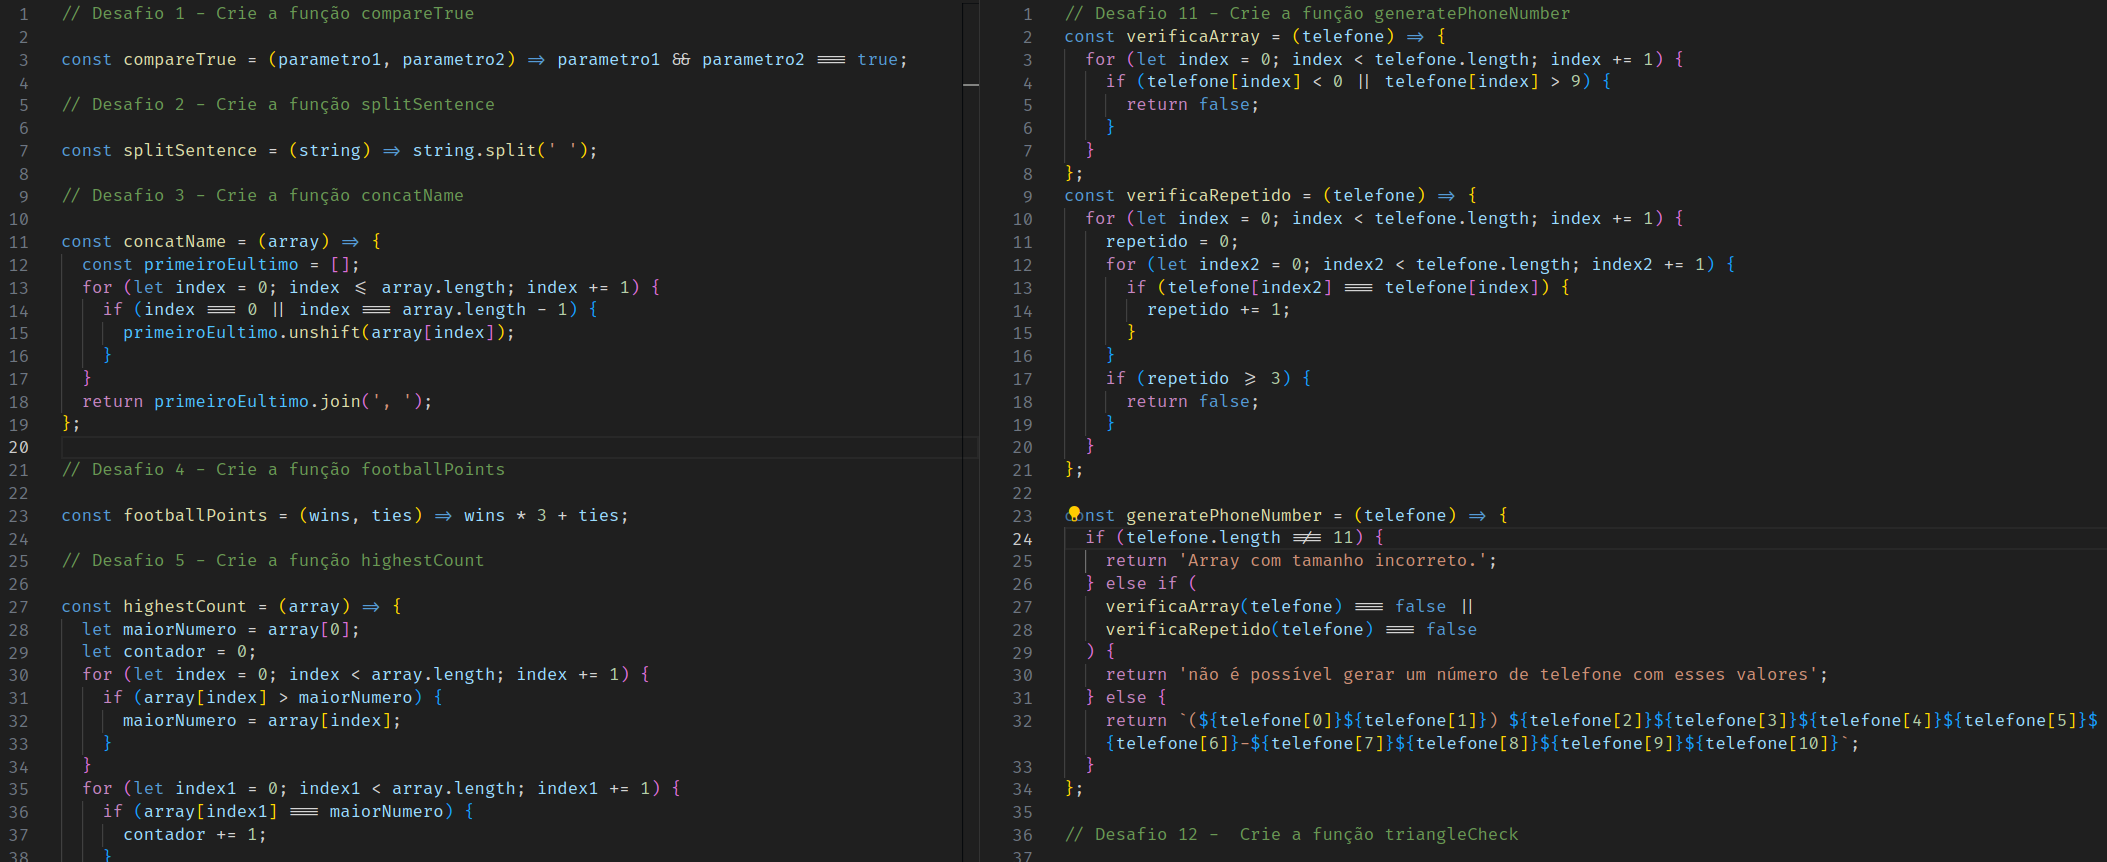 1 // Desafio 1 - Crie a função compareTrue
2
3 const compareTrue = (parametro1, parametro2) => parametro1 && parametro2 === true;
4
5 // Desafio 2 - Crie a função splitSentence
6
7 const splitSentence = (string) => string.split(' ');
8
9 // Desafio 3 - Crie a função concatName
10
11 const concatName = (array) => {
12   const primeiroEultimo = [];
13   for (let index = 0; index <= array.length; index += 1) {
14     if (index === 0 || index === array.length - 1) {
15       primeiroEultimo.unshift(array[index]);
16     }
17   }
18   return primeiroEultimo.join(', ');
19 };
20
21 // Desafio 4 - Crie a função footballPoints
22
23 const footballPoints = (wins, ties) => wins * 3 + ties;
24
25 // Desafio 5 - Crie a função highestCount
26
27 const highestCount = (array) => {
28   let maiorNumero = array[0];
29   let contador = 0;
30   for (let index = 0; index < array.length; index += 1) {
31     if (array[index] > maiorNumero) {
32       maiorNumero = array[index];
33     }
34   }
35   for (let index1 = 0; index1 < array.length; index1 += 1) {
36     if (array[index1] === maiorNumero) {
37       contador += 1;
38     }
1 // Desafio 11 - Crie a função generatePhoneNumber
2 const verificaArray = (telefone) => {
3   for (let index = 0; index < telefone.length; index += 1) {
4     if (telefone[index] < 0 || telefone[index] > 9) {
5       return false;
6     }
7   }
8 };
9 const verificaRepetido = (telefone) => {
10   for (let index = 0; index < telefone.length; index += 1) {
11     repetido = 0;
12     for (let index2 = 0; index2 < telefone.length; index2 += 1) {
13       if (telefone[index2] === telefone[index]) {
14         repetido += 1;
15       }
16     }
17     if (repetido >= 3) {
18       return false;
19     }
20   }
21 };
22
23 const generatePhoneNumber = (telefone) => {
24   if (telefone.length !== 11) {
25     return 'Array com tamanho incorreto.';
26   } else if (
27     verificaArray(telefone) === false ||
28     verificaRepetido(telefone) === false
29   ) {
30     return 'não é possível gerar um número de telefone com esses valores';
31   } else {
32     return `(${telefone[0]}${telefone[1]}) ${telefone[2]}${telefone[3]}${telefone[4]}${telefone[5]}$
{telefone[6]}-${telefone[7]}${telefone[8]}${telefone[9]}${telefone[10]}`;
33   }
34 };
35
36 // Desafio 12 -  Crie a função triangleCheck
37